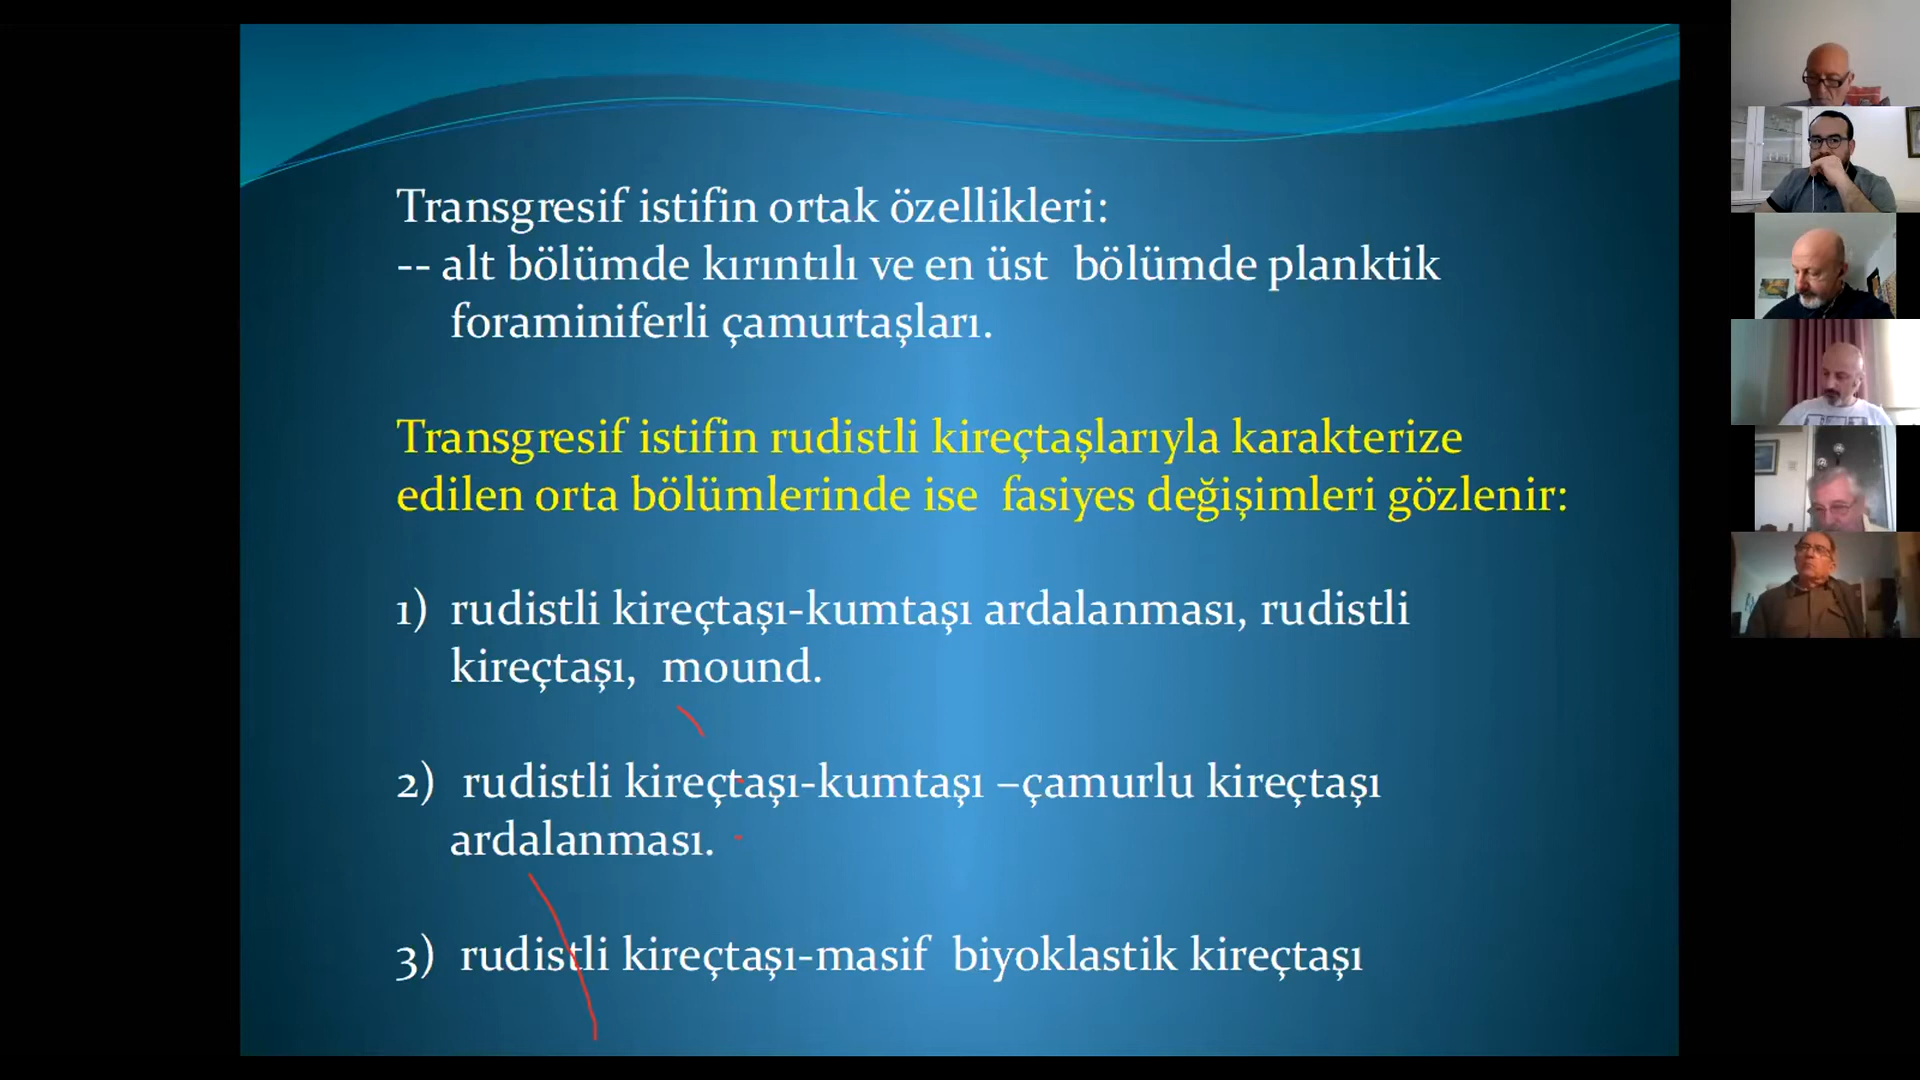 Transgresif istifin ortak özellikleri:
-- alt bölümde kırıntılı ve en üst bölümde planktik
foraminiferli çamurtaşları.
Transgresif istifin rudistli kireçtaşlarıyla karakterize
edilen orta bölümlerinde ise fasiyes değişimleri gözlenir:
1) rudistli kireçtaşı-kumtaşı ardalanması, rudistli
kireçtaşı, mound.
2) rudistli kireçtaşı-kumtaşı –çamurlu kireçtaşı
ardalanması.
3) rudistli kireçtaşı-masif biyoklastik kireçtaşı